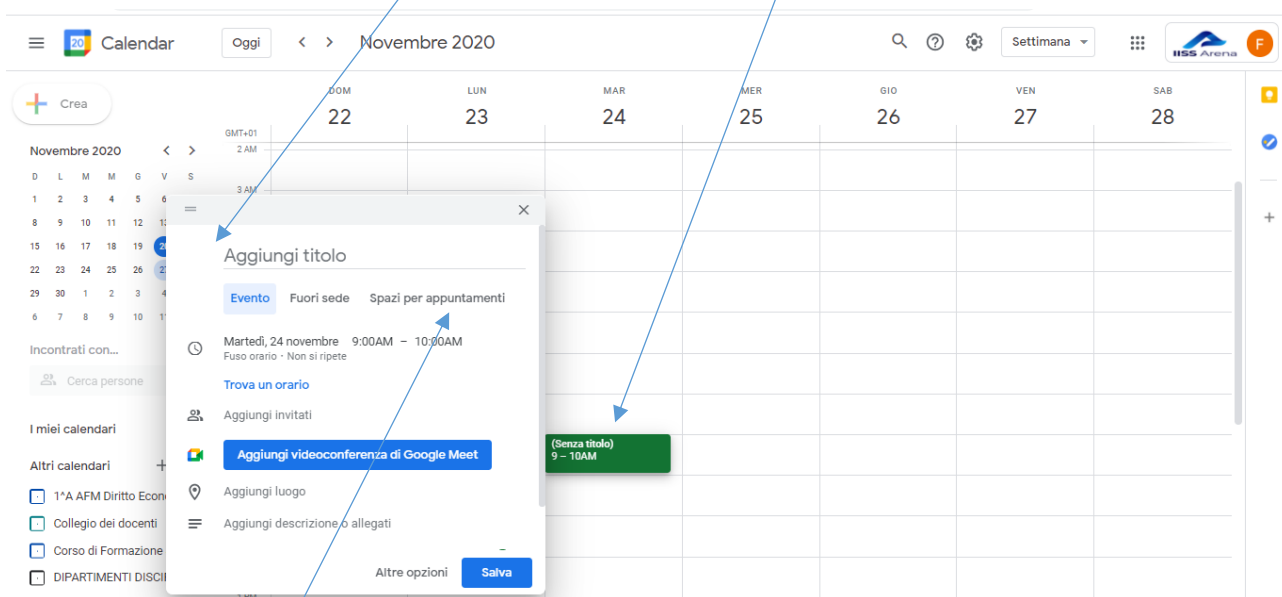 20 Calendar Oggi < > Novembre 2020 Settimana IISS Arena F
Crea
DOM LUN MAR MER GIO VEN SAB
22 23 24 25 26 27 28
GMT+01
2 AM
3 AM
Novembre 2020 < >
D L M M G V S
1 2 3 4 5 6
8 9 10 11 12
15 16 17 18 19 20
22 23 24 25 26 27
29 30 1 2 3 4
6 7 8 9 10
Incontrati con...
Cerca persone
I miei calendari
Altri calendari +
1^A AFM Diritto Econ
Collegio dei docenti
Corso di Formazione
DIPARTIMENTI DISCI
Aggiungi titolo
Evento Fuori sede Spazi per appuntamenti
Martedì, 24 novembre 9:00AM – 10:00AM
Fuso orario · Non si ripete
Trova un orario
Aggiungi invitati
Aggiungi videoconferenza di Google Meet
Aggiungi luogo
Aggiungi descrizione o allegati
Altre opzioni Salva
(Senza titolo)
9 – 10AM